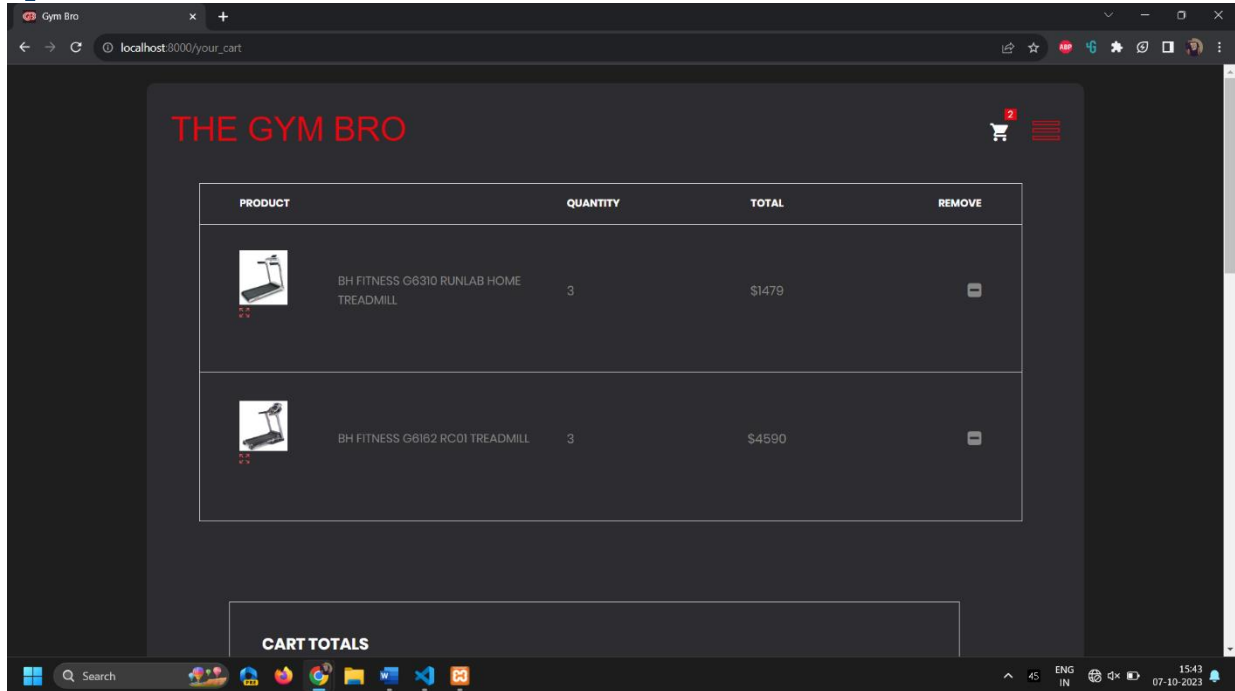 Gym Bro
localhost:8000/your_cart
ABP
THE GYM BRO
2
PRODUCT QUANTITY TOTAL REMOVE
BH FITNESS G6310 RUNLAB HOME
TREADMILL
3 $1479
BH FITNESS G6162 RC01 TREADMILL 3 $4590
CART TOTALS
Search
PRE
45
ENG
IN
15:43
07-10-2023